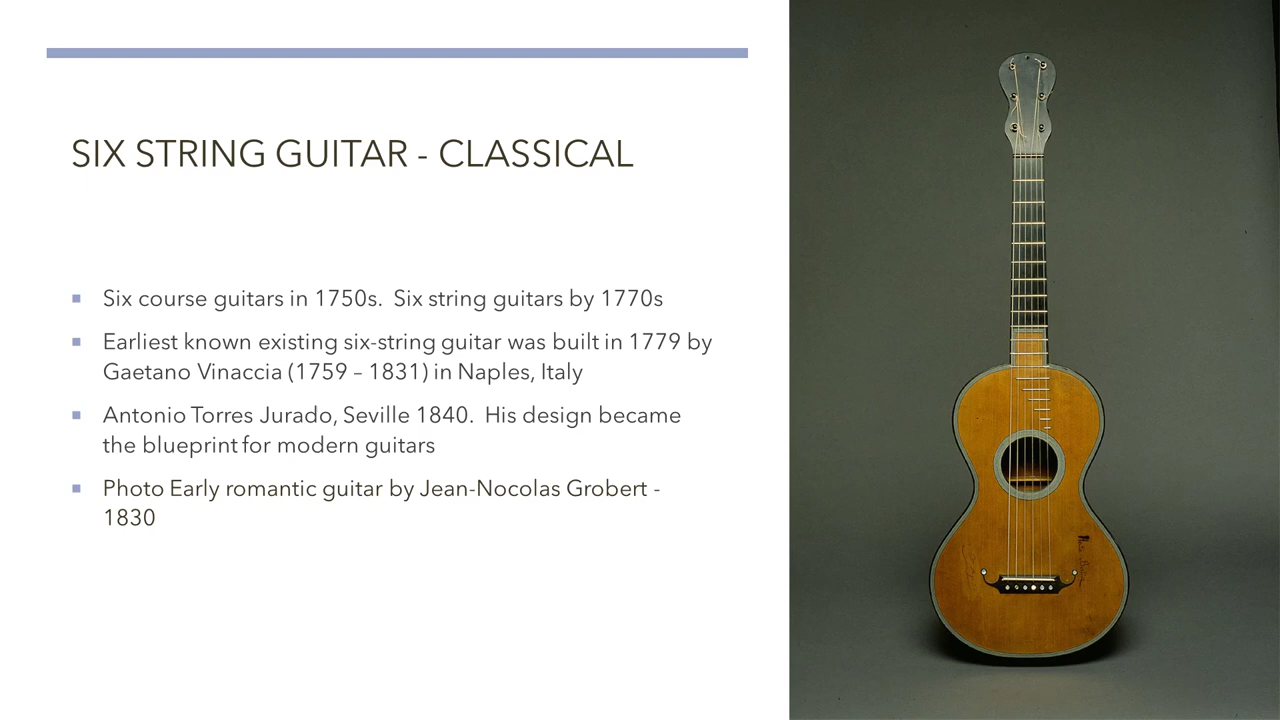 SIX STRING GUITAR - CLASSICAL
Six course guitars in 1750s.  Six string guitars by 1770s
Earliest known existing six-string guitar was built in 1779 by
Gaetano Vinaccia (1759 – 1831) in Naples, Italy
Antonio Torres Jurado, Seville 1840.  His design became
the blueprint for modern guitars
Photo Early romantic guitar by Jean-Nocolas Grobert -
1830